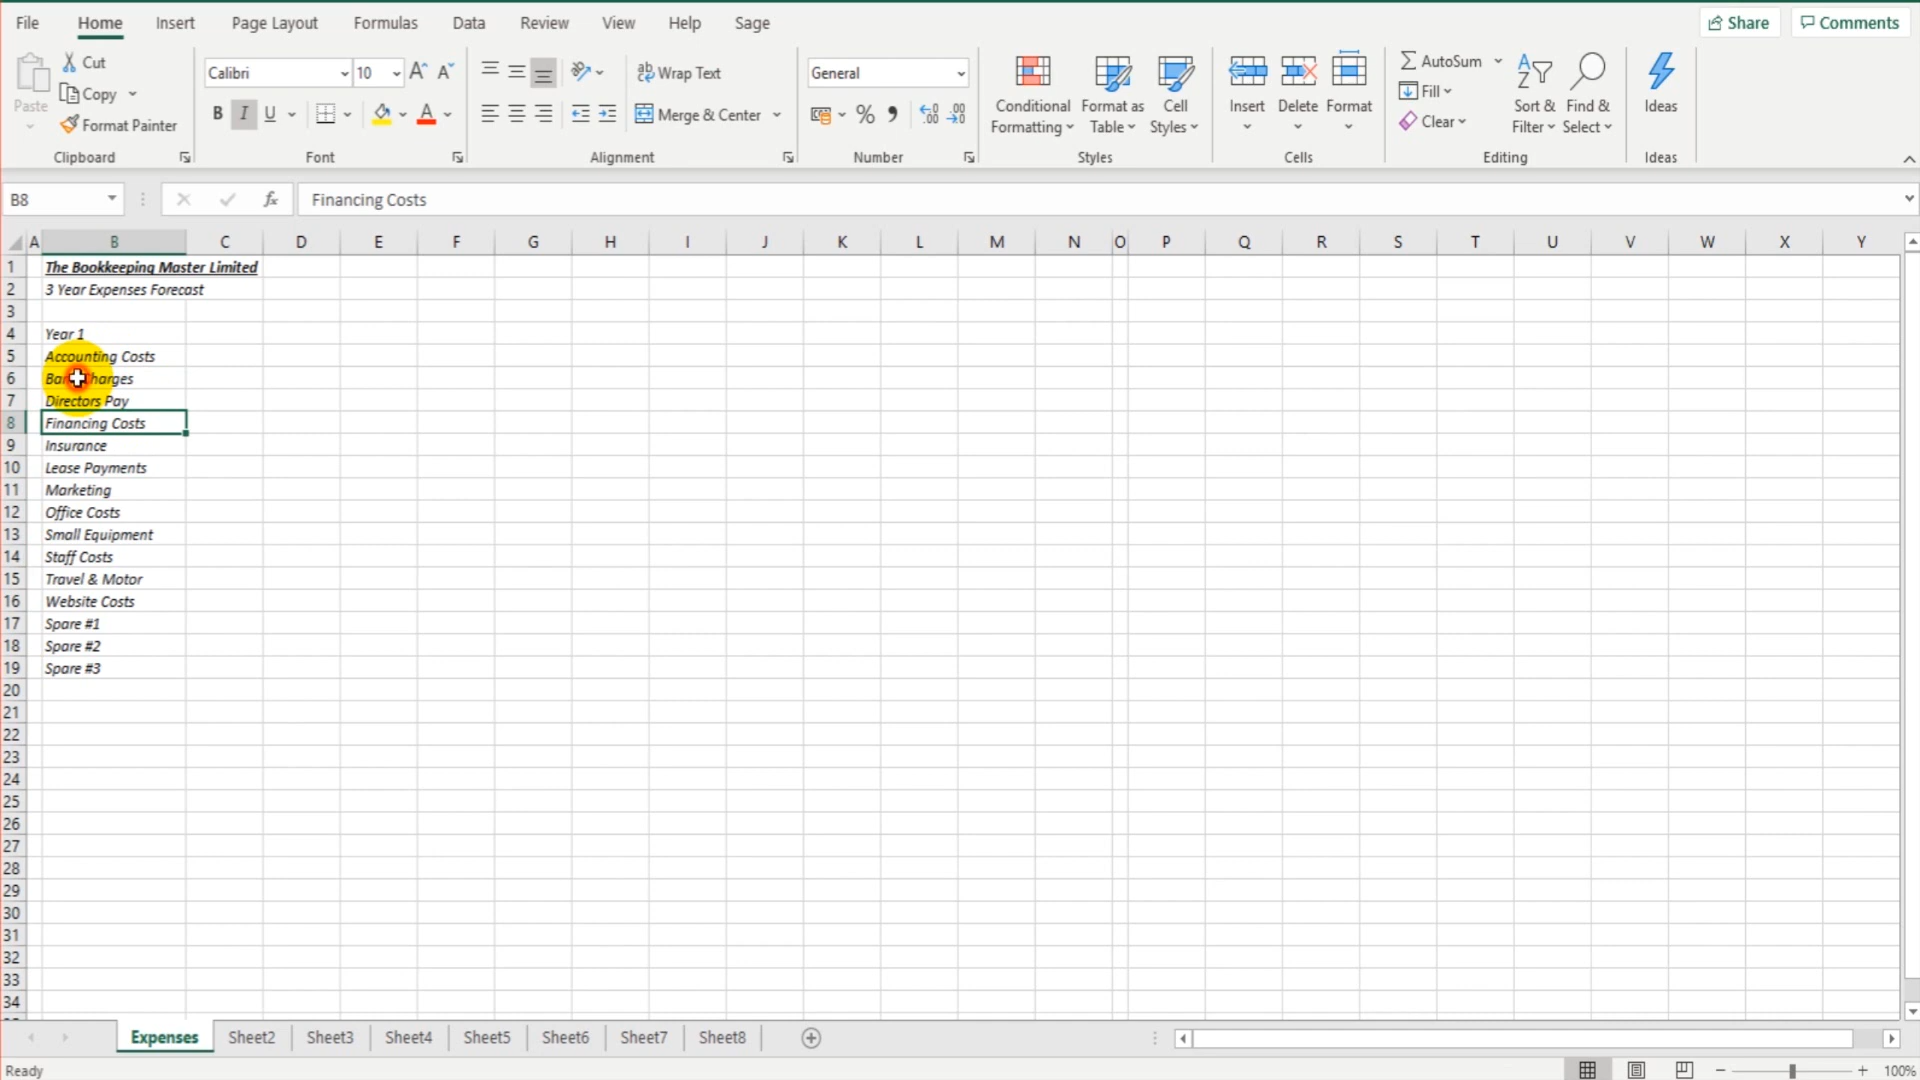 File Home Insert Page Layout Formulas Data Review View Help Sage Share Comments
Cut
Copy
Format Painter
Paste
Clipboard
Calibri 10
B I U
Font
Wrap Text
Merge & Center
Alignment
General
Number
Conditional Formatting
Format as Table
Cell Styles
Styles
Insert Delete Format
Cells
AutoSum
Fill
Clear
Sort & Filter
Find & Select
Editing
Ideas
Ideas
B8 fx Financing Costs
A B C D E F G H I J K L M N O P Q R S T U V W X Y
1 The Bookkeeping Master Limited
2 3 Year Expenses Forecast
3
4 Year 1
5 Accounting Costs
6 Bank Charges
7 Directors Pay
8 Financing Costs
9 Insurance
10 Lease Payments
11 Marketing
12 Office Costs
13 Small Equipment
14 Staff Costs
15 Travel & Motor
16 Website Costs
17 Spare #1
18 Spare #2
19 Spare #3
20
21
22
23
24
25
26
27
28
29
30
31
32
33
34
Expenses Sheet2 Sheet3 Sheet4 Sheet5 Sheet6 Sheet7 Sheet8
Ready 100%